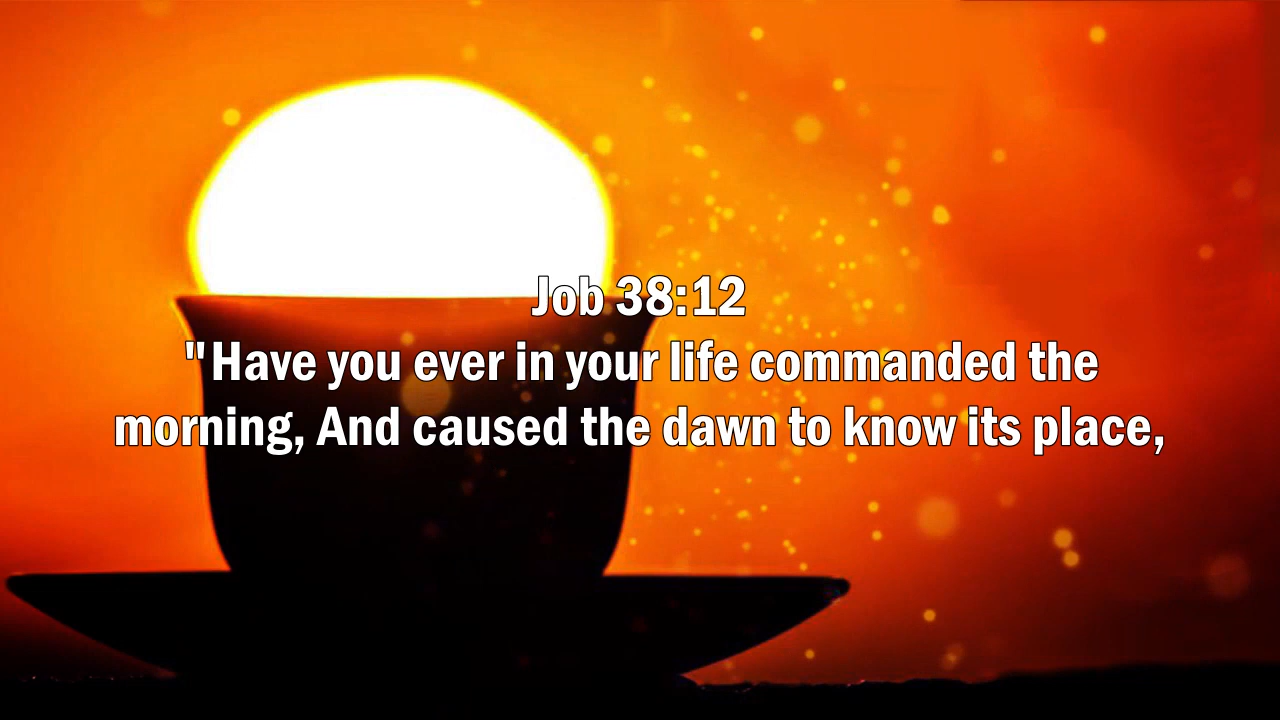 Job 38:12
"Have you ever in your life commanded the
morning, And caused the dawn to know its place,